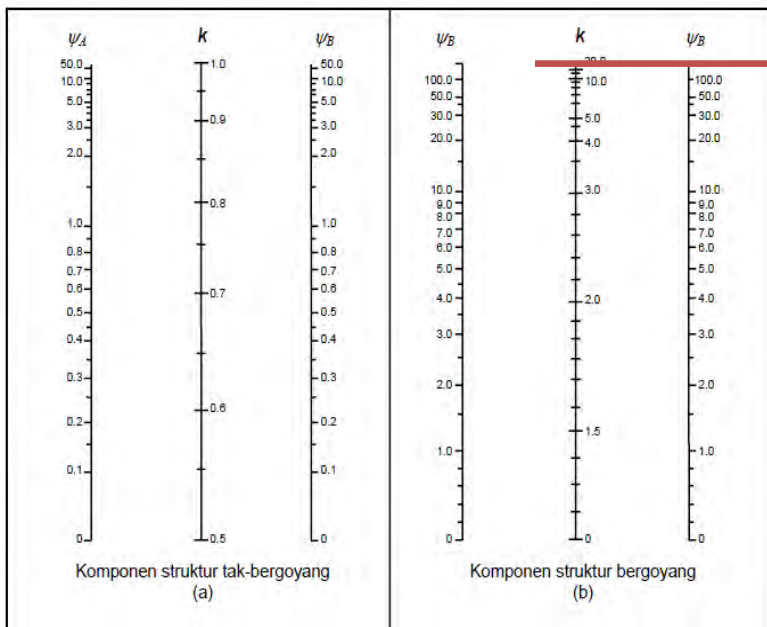 ψA k ψB
50.0 1.0 50.0
10.0 10.0
5.0 0.9 5.0
3.0 3.0
2.0 2.0
0.8
1.0 1.0
0.8 0.8
0.7 0.7
0.6 0.7 0.6
0.5 0.5
0.4 0.4
0.3 0.3
0.6
0.2 0.2
0.1 0.1
0 0.5 0
Komponen struktur tak-bergoyang
(a)
ψB k ψB
100.0 10.0 100.0
50.0 50.0
30.0 5.0 30.0
20.0 4.0 20.0
10.0 3.0 10.0
9.0 9.0
8.0 8.0
7.0 7.0
6.0 6.0
5.0 5.0
4.0 2.0 4.0
3.0 3.0
2.0 2.0
1.5
1.0 1.0
0 0 0
Komponen struktur bergoyang
(b)